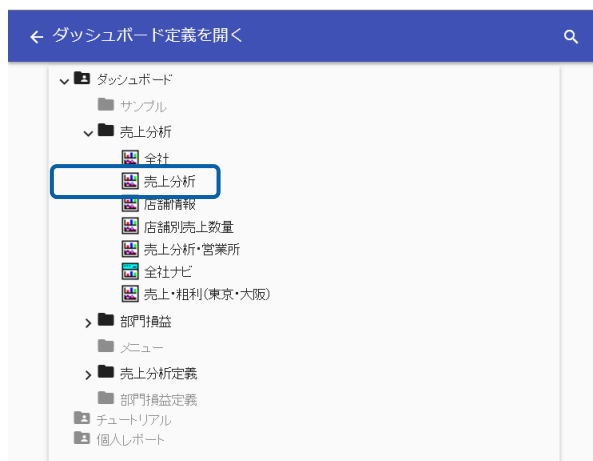 ダッシュボード定義を開く
ダッシュボード
サンプル
売上分析
全社
売上分析
店舗情報
店舗別売上数量
売上分析・営業所
全社ナビ
売上・粗利(東京・大阪)
部門損益
メニュー
売上分析定義
部門損益定義
チュートリアル
個人レポート